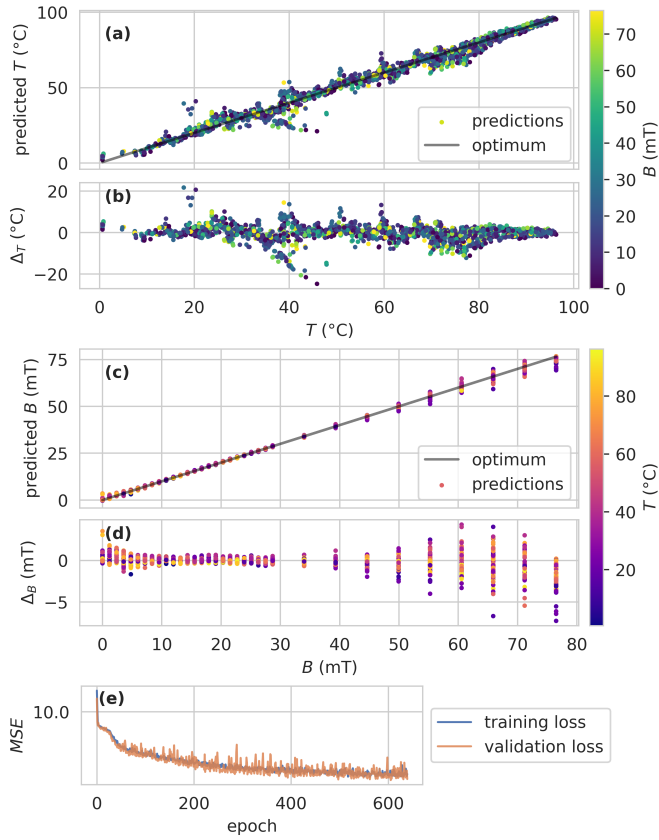 (a)
predicted T (°C)
100
50
0
predictions
optimum
B (mT)
70
60
50
40
30
20
10
0
(b)
Δ_T (°C)
20
0
−20
0 20 40 60 80 100
T (°C)
(c)
predicted B (mT)
75
50
25
0
optimum
predictions
T (°C)
80
60
40
20
(d)
Δ_B (mT)
0
−5
0 10 20 30 40 50 60 70 80
B (mT)
(e)
MSE
10.0
0 200 400 600
epoch
training loss
validation loss